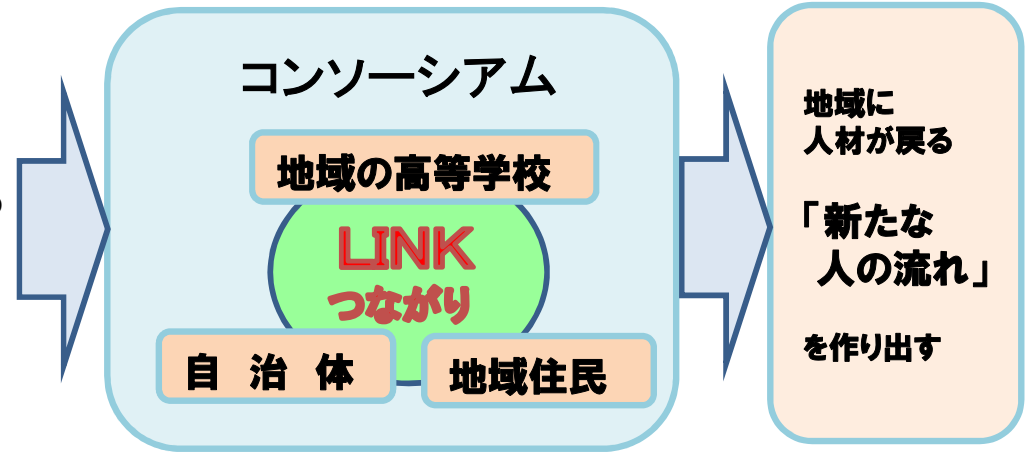 コンソーシアム
地域の高等学校
LINK
つながり
自 治 体
地域住民
地域に
人材が戻る
「新たな
人の流れ」
を作り出す